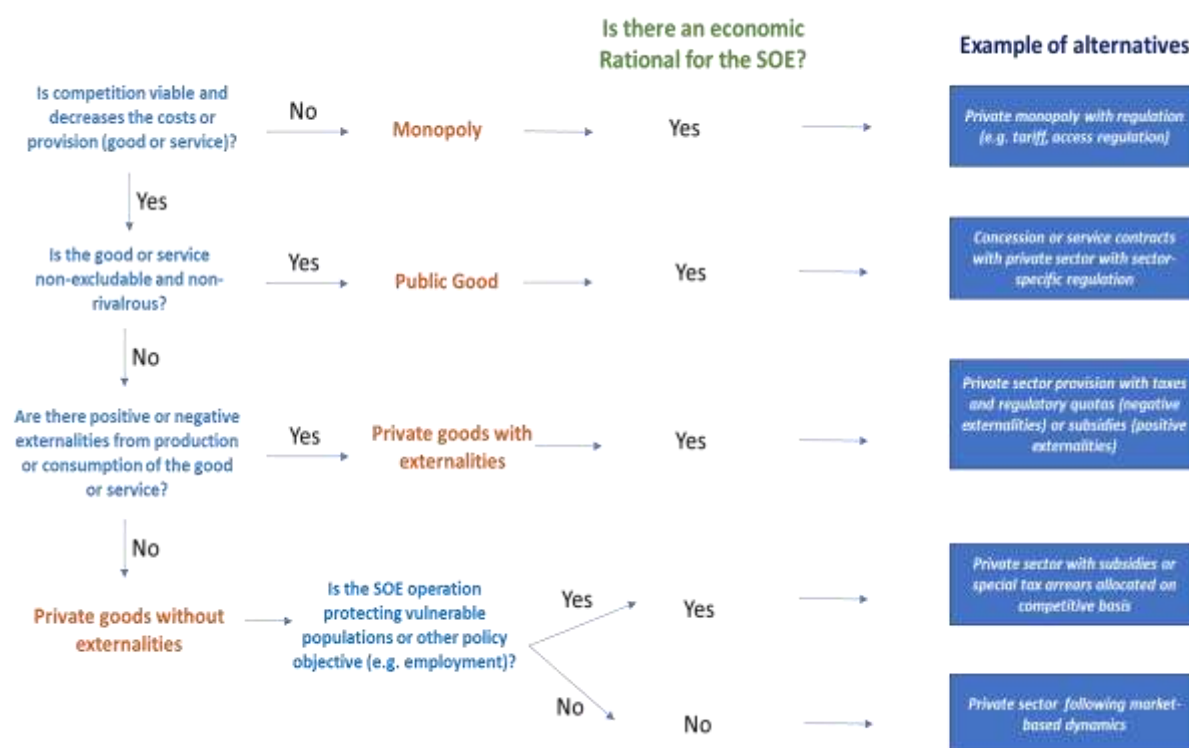 Is there an economic
Rational for the SOE?
Example of alternatives
Is competition viable and
decreases the costs or
provision (good or service)?
No
Monopoly
Yes
Private monopoly with regulation
(e.g. tariff, access regulation)
Yes
Is the good or service
non-excludable and non-
rivalrous?
Yes
Public Good
Yes
Concession or service contracts
with private sector with sector-
specific regulation
No
Are there positive or negative
externalities from production
or consumption of the good
or service?
Yes
Private goods with
externalities
Yes
Private sector provision with taxes
and regulatory quotas (negative
externalities) or subsidies (positive
externalities)
No
Private goods without
externalities
Is the SOE operation
protecting vulnerable
populations or other policy
objective (e.g. employment)?
Yes
Yes
Private sector with subsidies or
special tax arrears allocated on
competitive basis
No
No
Private sector following market-
based dynamics